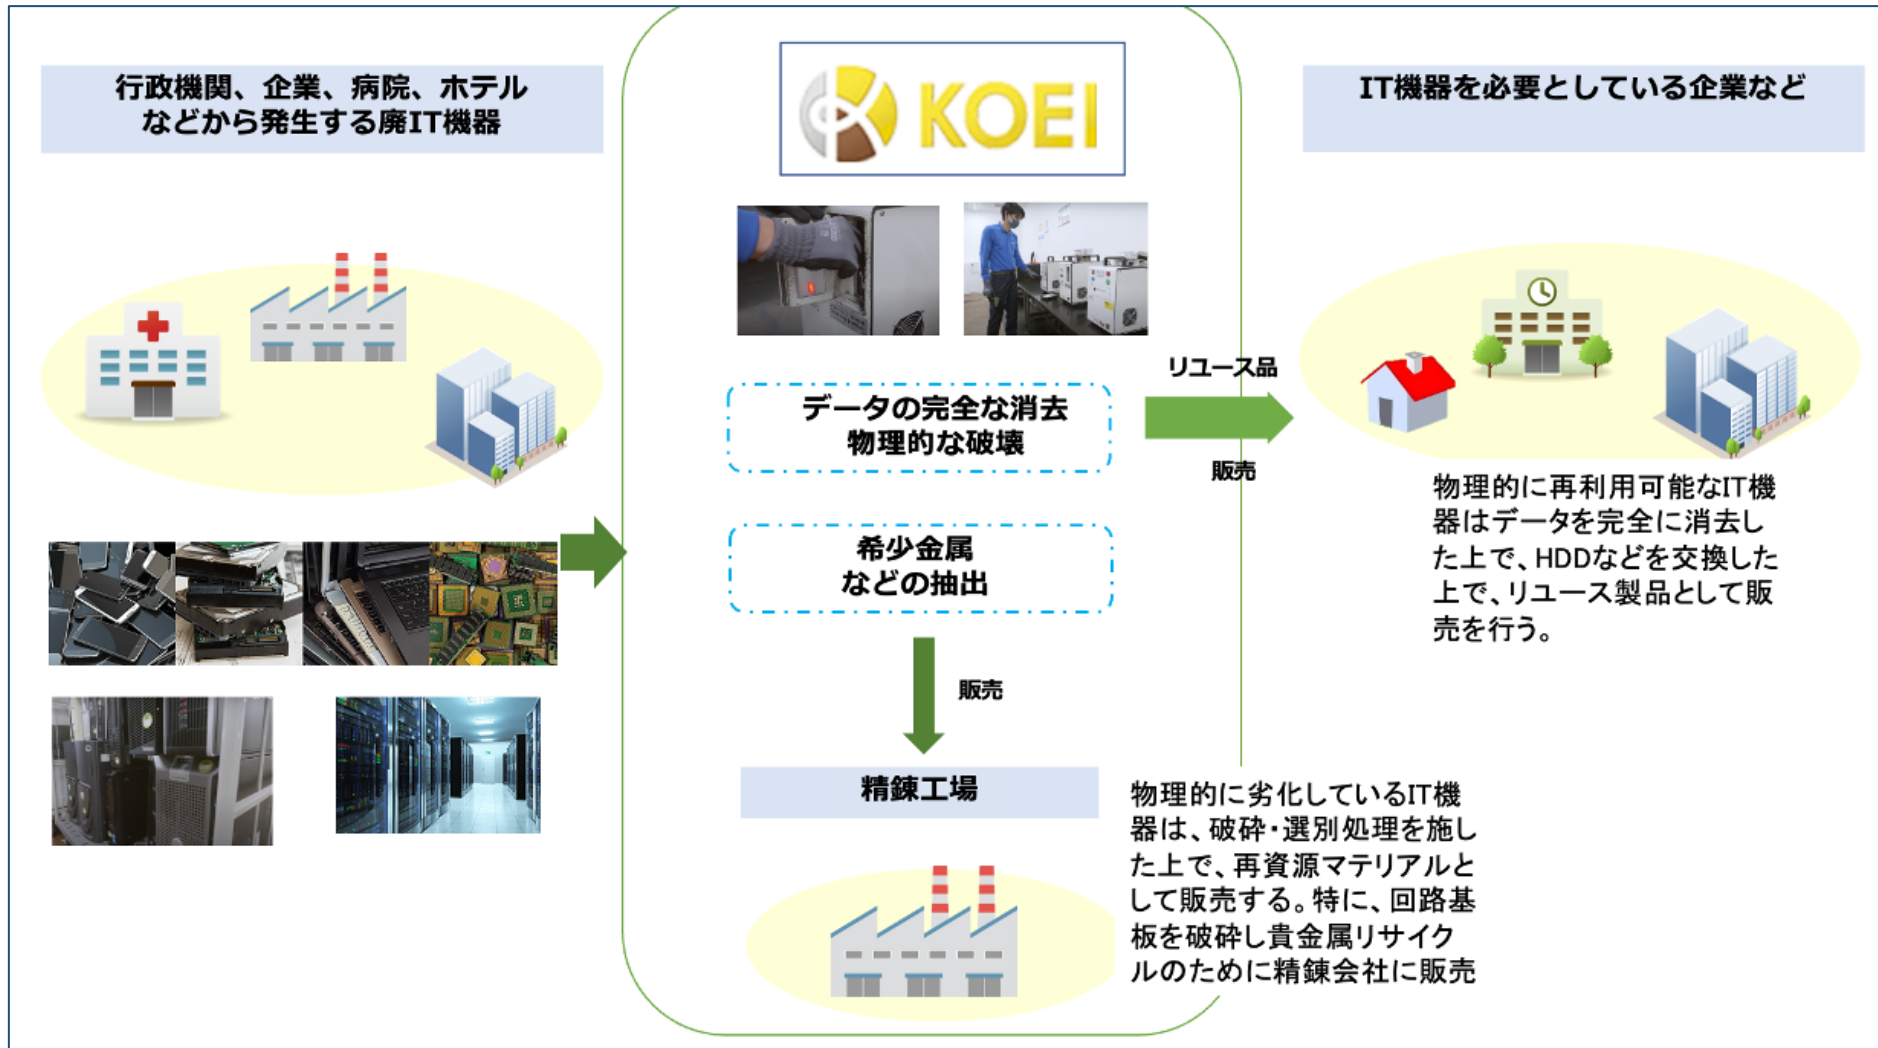 行政機関、企業、病院、ホテル
などから発生する廃IT機器
KOEI
IT機器を必要としている企業など
データの完全な消去
物理的な破壊
リユース品
販売
希少金属
などの抽出
物理的に再利用可能なIT機
器はデータを完全に消去し
た上で、HDDなどを交換した
上で、リユース製品として販
売を行う。
販売
精錬工場
物理的に劣化しているIT機
器は、破砕・選別処理を施し
た上で、再資源マテリアルと
して販売する。特に、回路基
板を破砕し貴金属リサイク
ルのために精錬会社に販売